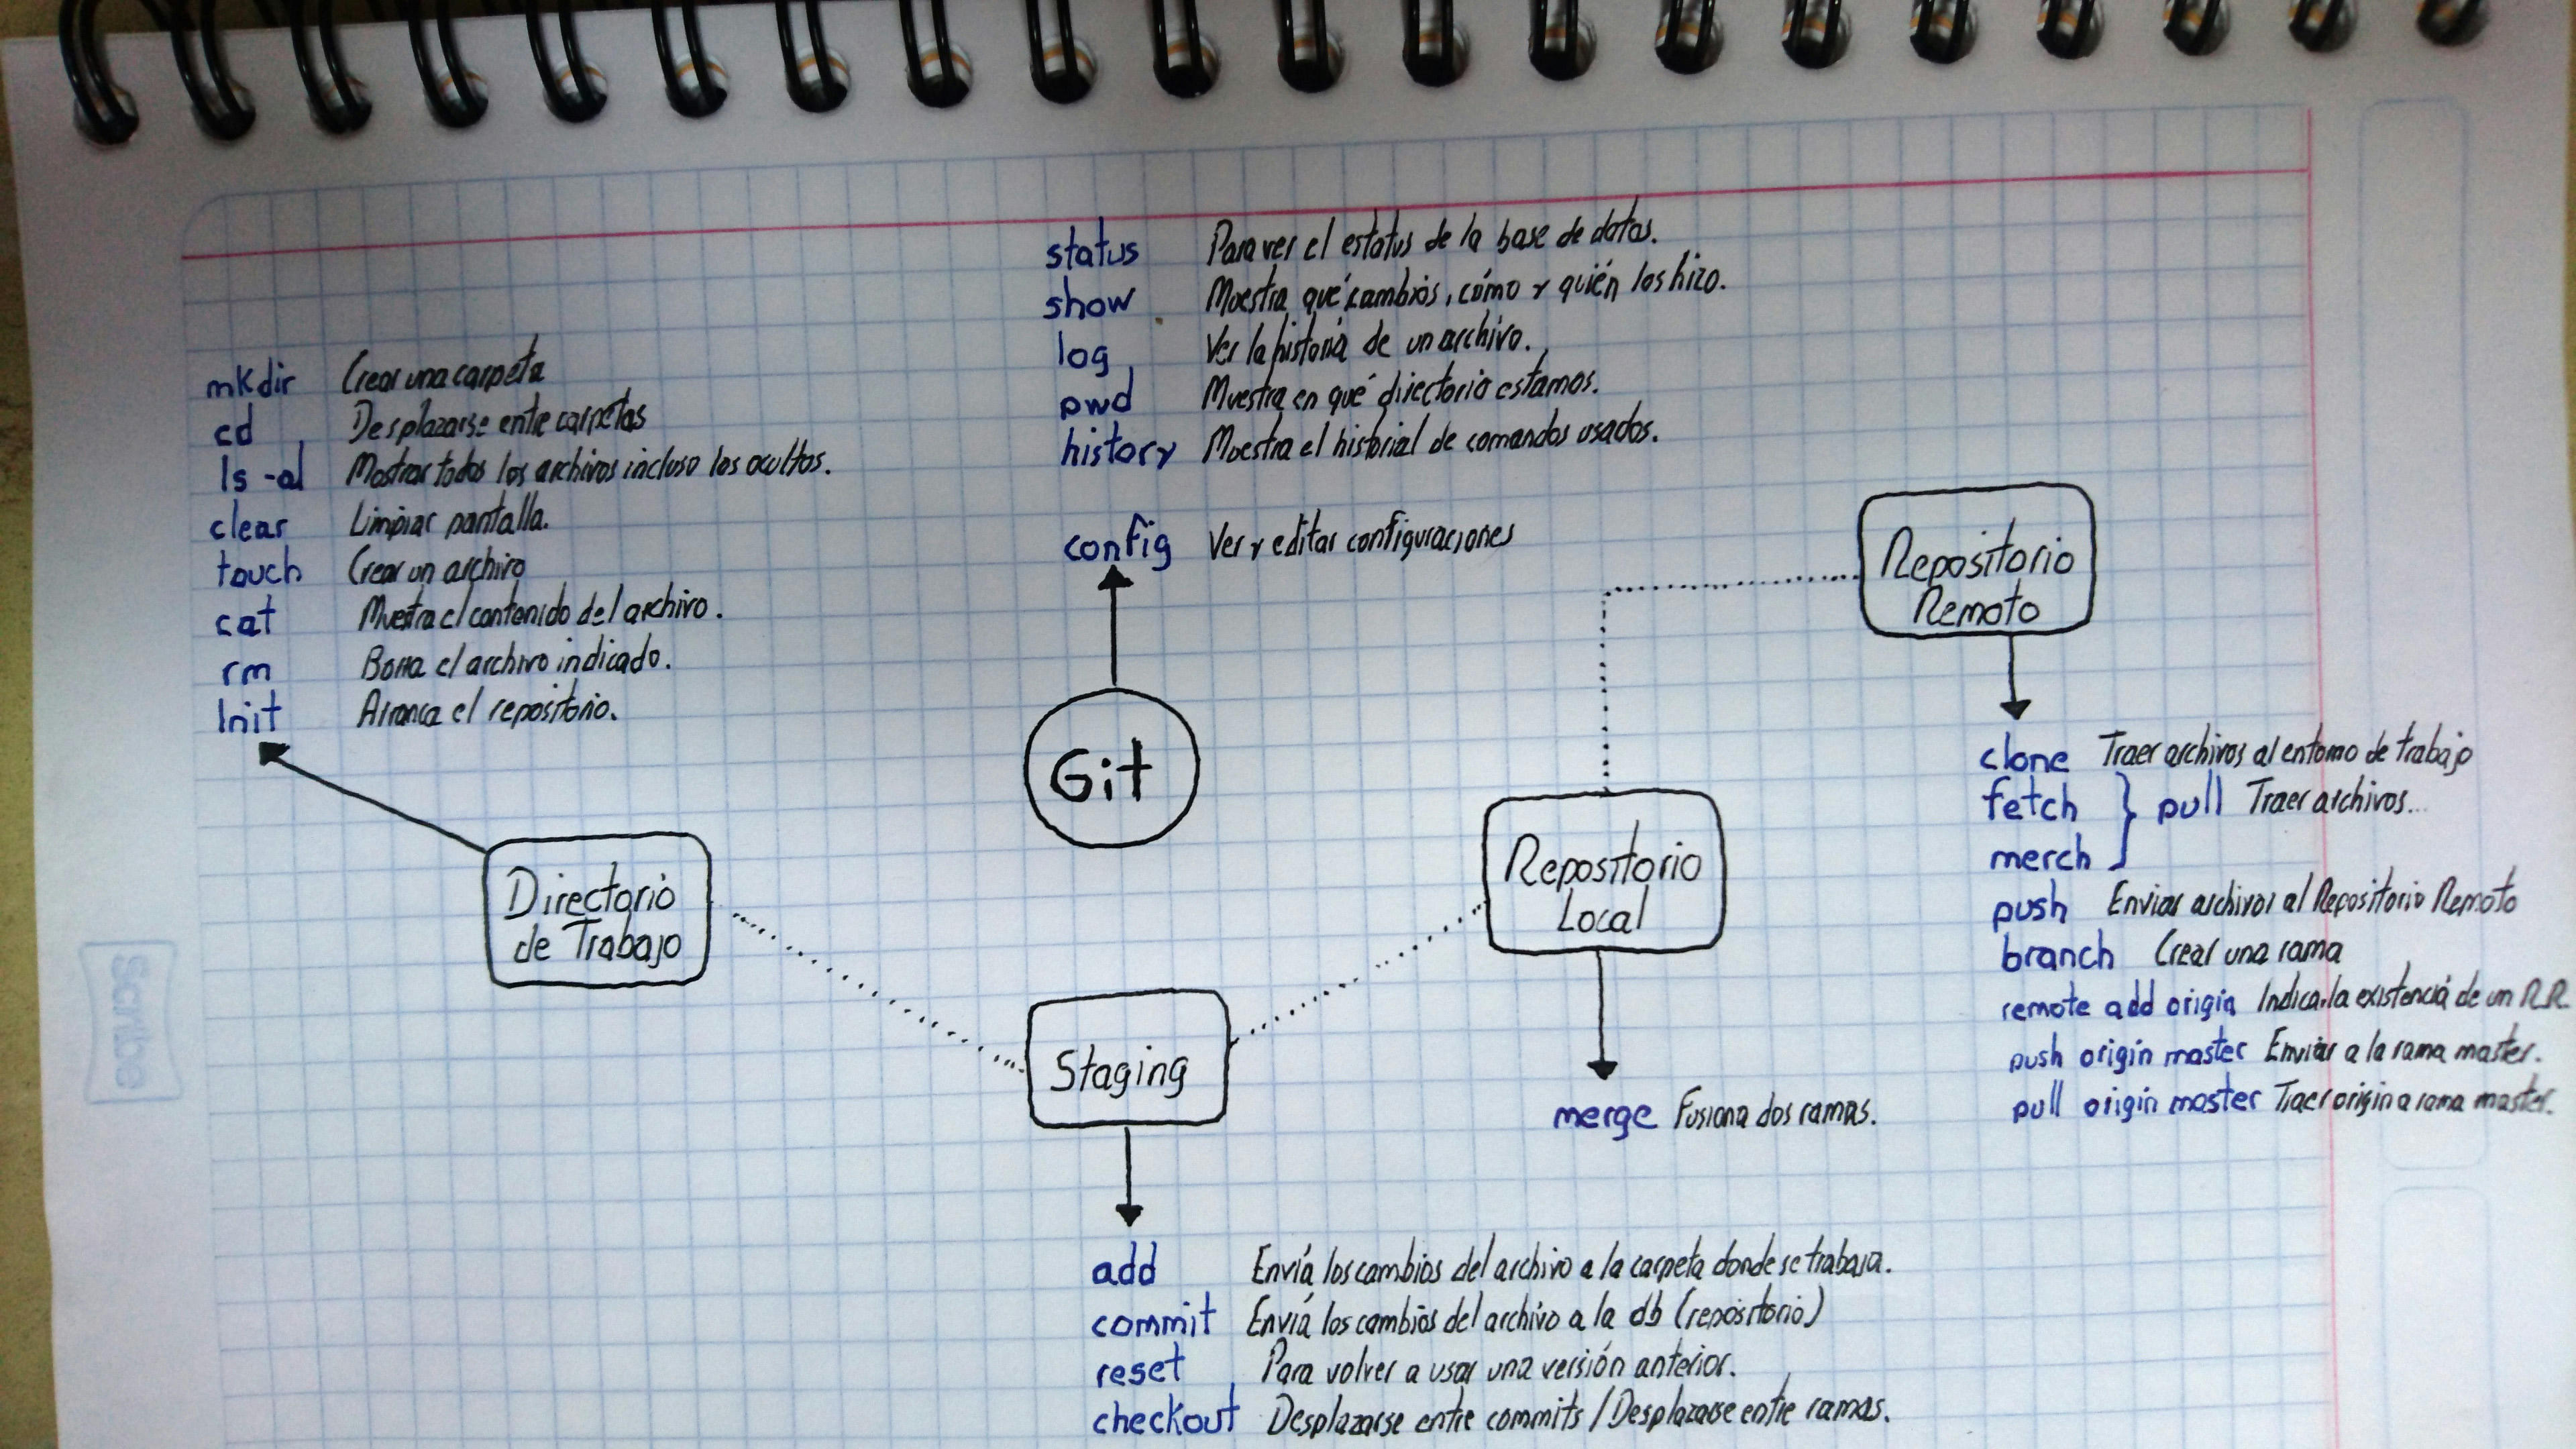 status Para ver el estatus de la base de datos.
show Muestra qué cambios, cómo y quién los hizo.
log Ver la historia de un archivo.
pwd Muestra en qué directorio estamos.
history Muestra el historial de comandos usados.
config Ver y editar configuraciones
mkdir Crear una carpeta
cd Desplazarse entre carpetas
ls -al Mostrar todos los archivos incluso los ocultos.
clear Limpiar pantalla.
touch Crear un archivo
cat Muestra el contenido del archivo.
rm Borra el archivo indicado.
Init Arranca el repositorio.
Git
Directorio
de Trabajo
Staging
Repositorio
Local
Repositorio
Remoto
clone Traer archivos al entorno de trabajo
fetch } pull Traer archivos...
merch
push Enviar archivos al Repositorio Remoto
branch Crear una rama
remote add origin Indicar la existencia de un R.R.
push origin master Enviar a la rama master.
pull origin master Traer origin a rama master.
merge Fusiona dos ramas.
add Envía los cambios del archivo a la carpeta donde se trabaja.
commit Envía los cambios del archivo a la db (repositorio)
reset Para volver a usar una versión anterior.
checkout Desplazarse entre commits / Desplazarse entre ramas.
Scribe